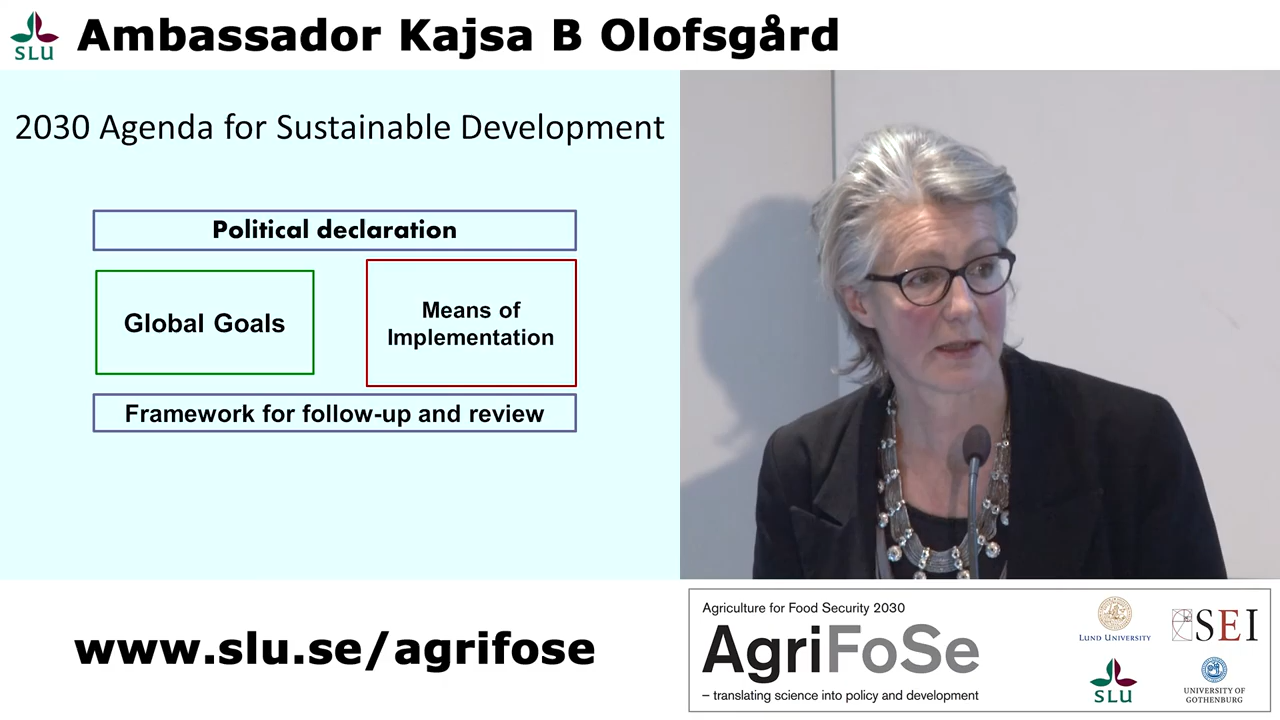 SLU
Ambassador Kajsa B Olofsgård
2030 Agenda for Sustainable Development
Political declaration
Global Goals
Means of
Implementation
Framework for follow-up and review
www.slu.se/agrifose
Agriculture for Food Security 2030
AgriFoSe
– translating science into policy and development
LUND UNIVERSITY
SEI
SLU
UNIVERSITY OF
GOTHENBURG